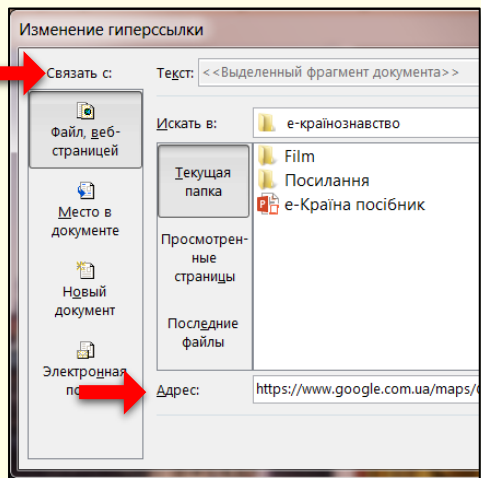 Изменение гиперссылки
Связать с:
Текст: <<Выделенный фрагмент документа>>
Файл, веб-
страницей
Место в
документе
Новый
документ
Электронная
Искать в: е-країнознавство
Текущая
папка
Просмотрен-
ные
страницы
Последние
файлы
Film
Посилання
е-Країна посібник
Адрес: https://www.google.com.ua/maps/